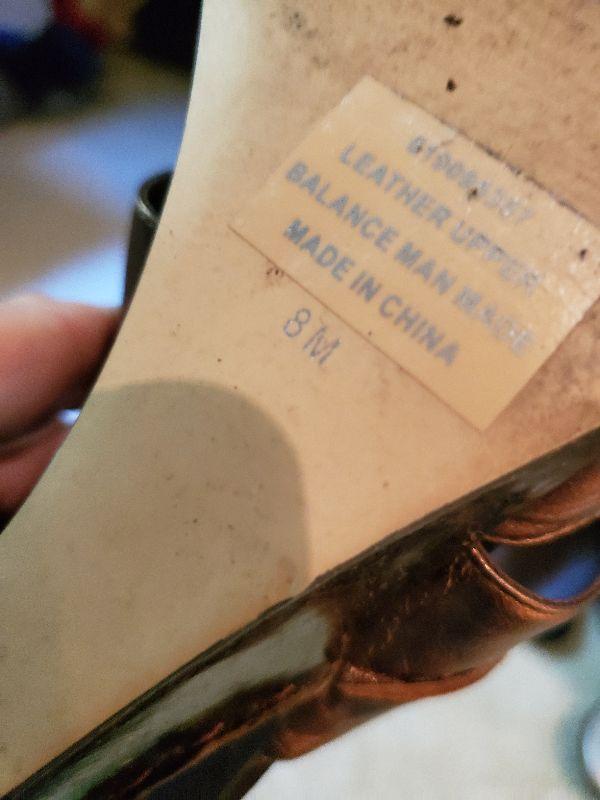 LEATHER UPPER
BALANCE MAN MADE
MADE IN CHINA
8 M